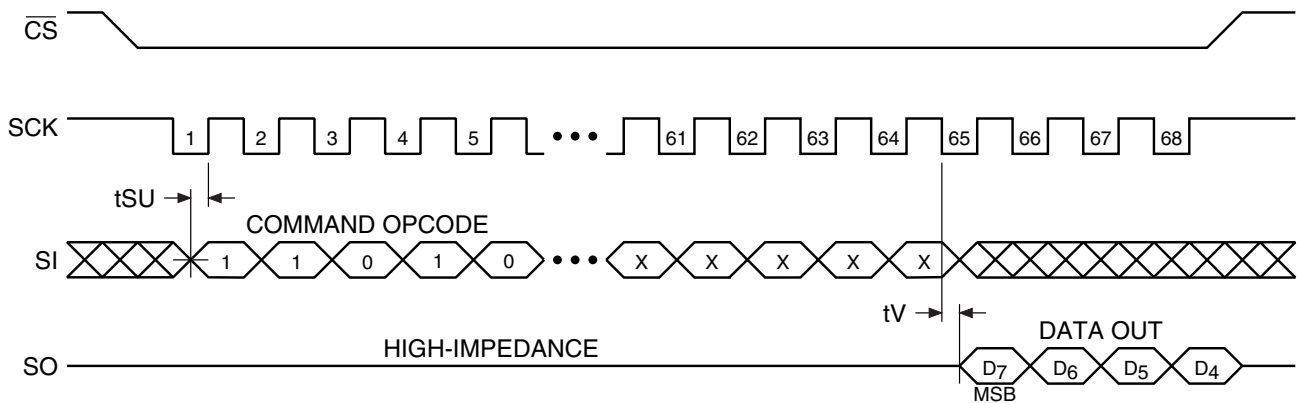 CS
SCK 1 2 3 4 5 ••• 61 62 63 64 65 66 67 68
tSU
COMMAND OPCODE
SI 1 1 0 1 0 ••• X X X X X
tV
DATA OUT
HIGH-IMPEDANCE
SO D7 D6 D5 D4
MSB